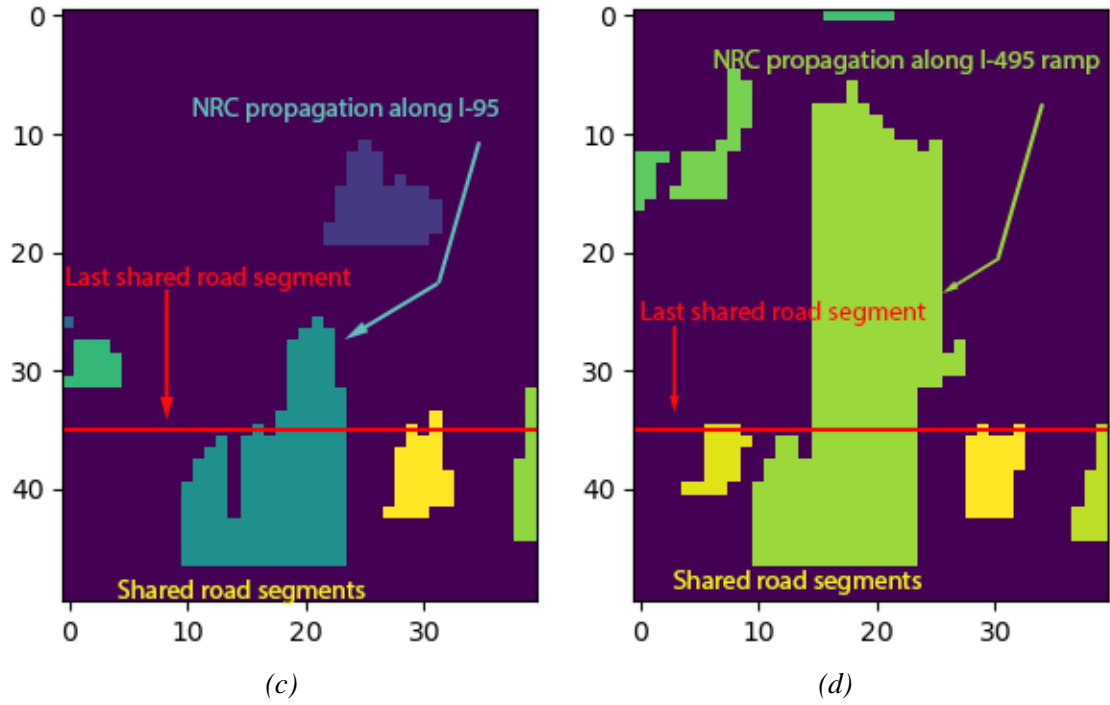 0
10
20
30
40
NRC propagation along I-95
Last shared road segment
Shared road segments
0 10 20 30
(c)
0
10
20
30
40
NRC propagation along I-495 ramp
Last shared road segment
Shared road segments
0 10 20 30
(d)